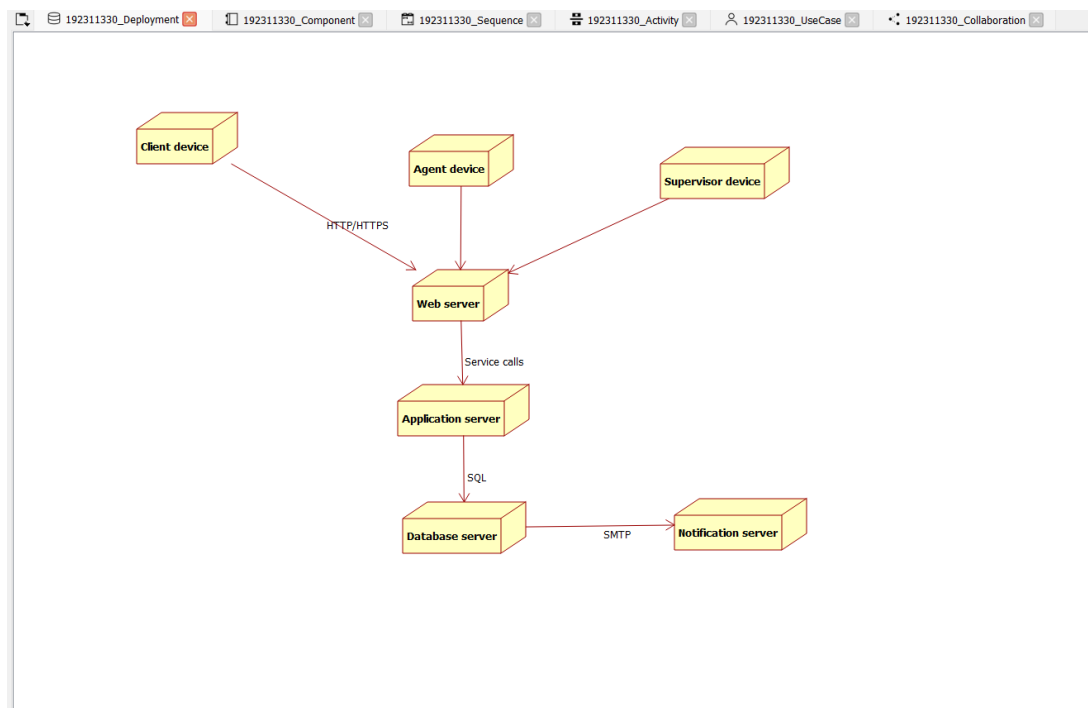 192311330_Deployment
192311330_Component
192311330_Sequence
192311330_Activity
192311330_UseCase
192311330_Collaboration
Client device
Agent device
Supervisor device
HTTP/HTTPS
Web server
Service calls
Application server
SQL
Database server
SMTP
Notification server